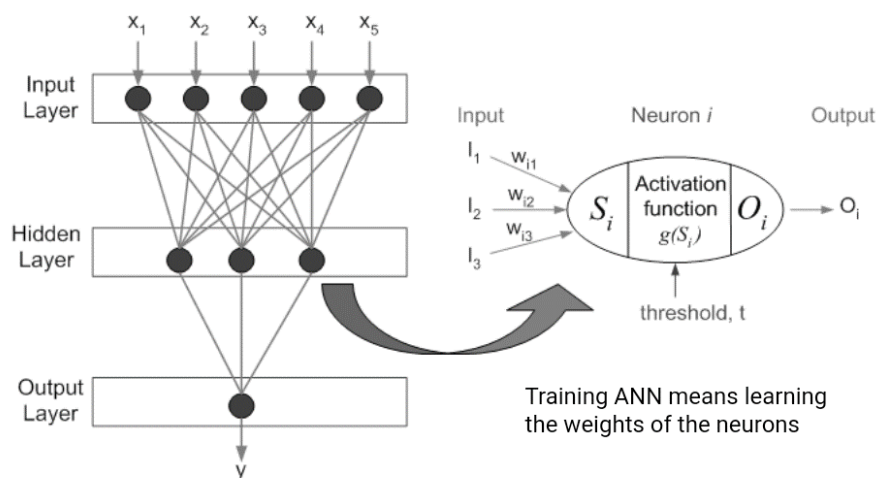 x1 x2 x3 x4 x5
Input
Layer
Hidden
Layer
Output
Layer
y
Input Neuron i Output
I1 wi1
I2 wi2
I3 wi3
Si
Activation
function
g(Si)
Oi
Oi
threshold, t
Training ANN means learning
the weights of the neurons